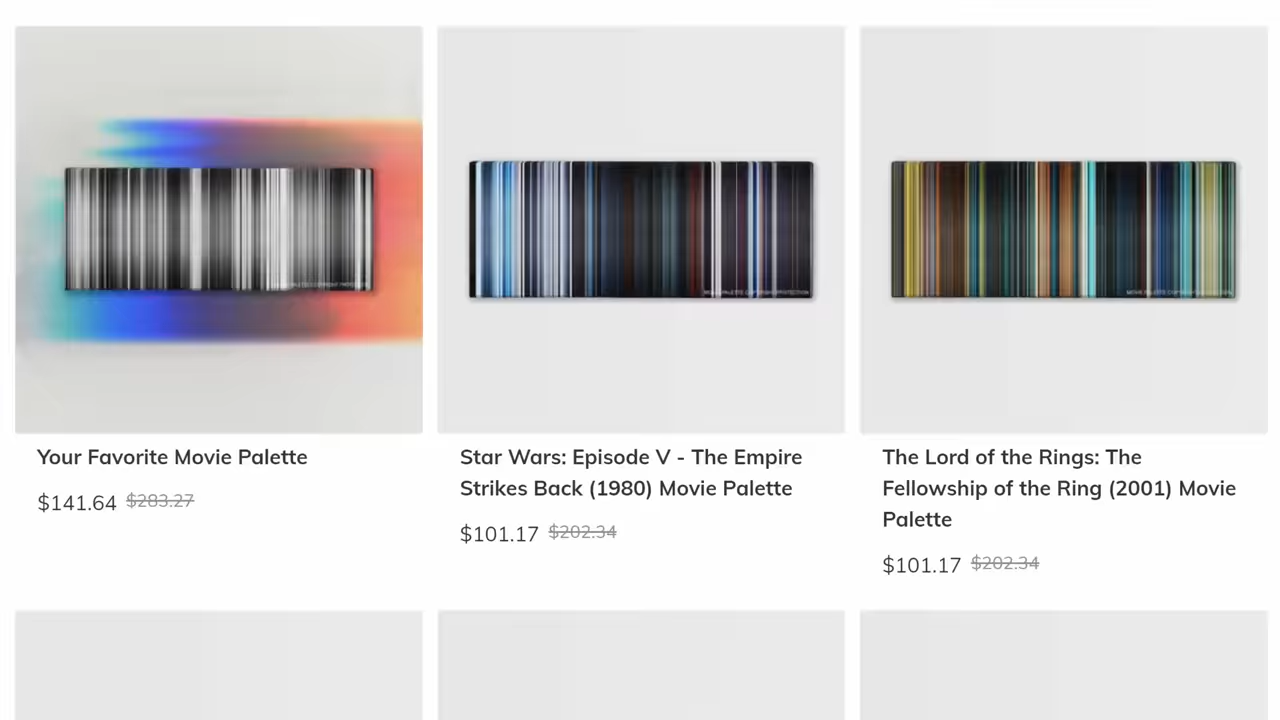 Your Favorite Movie Palette
$141.64 $283.27
Star Wars: Episode V - The Empire
Strikes Back (1980) Movie Palette
$101.17 $202.34
The Lord of the Rings: The
Fellowship of the Ring (2001) Movie
Palette
$101.17 $202.34